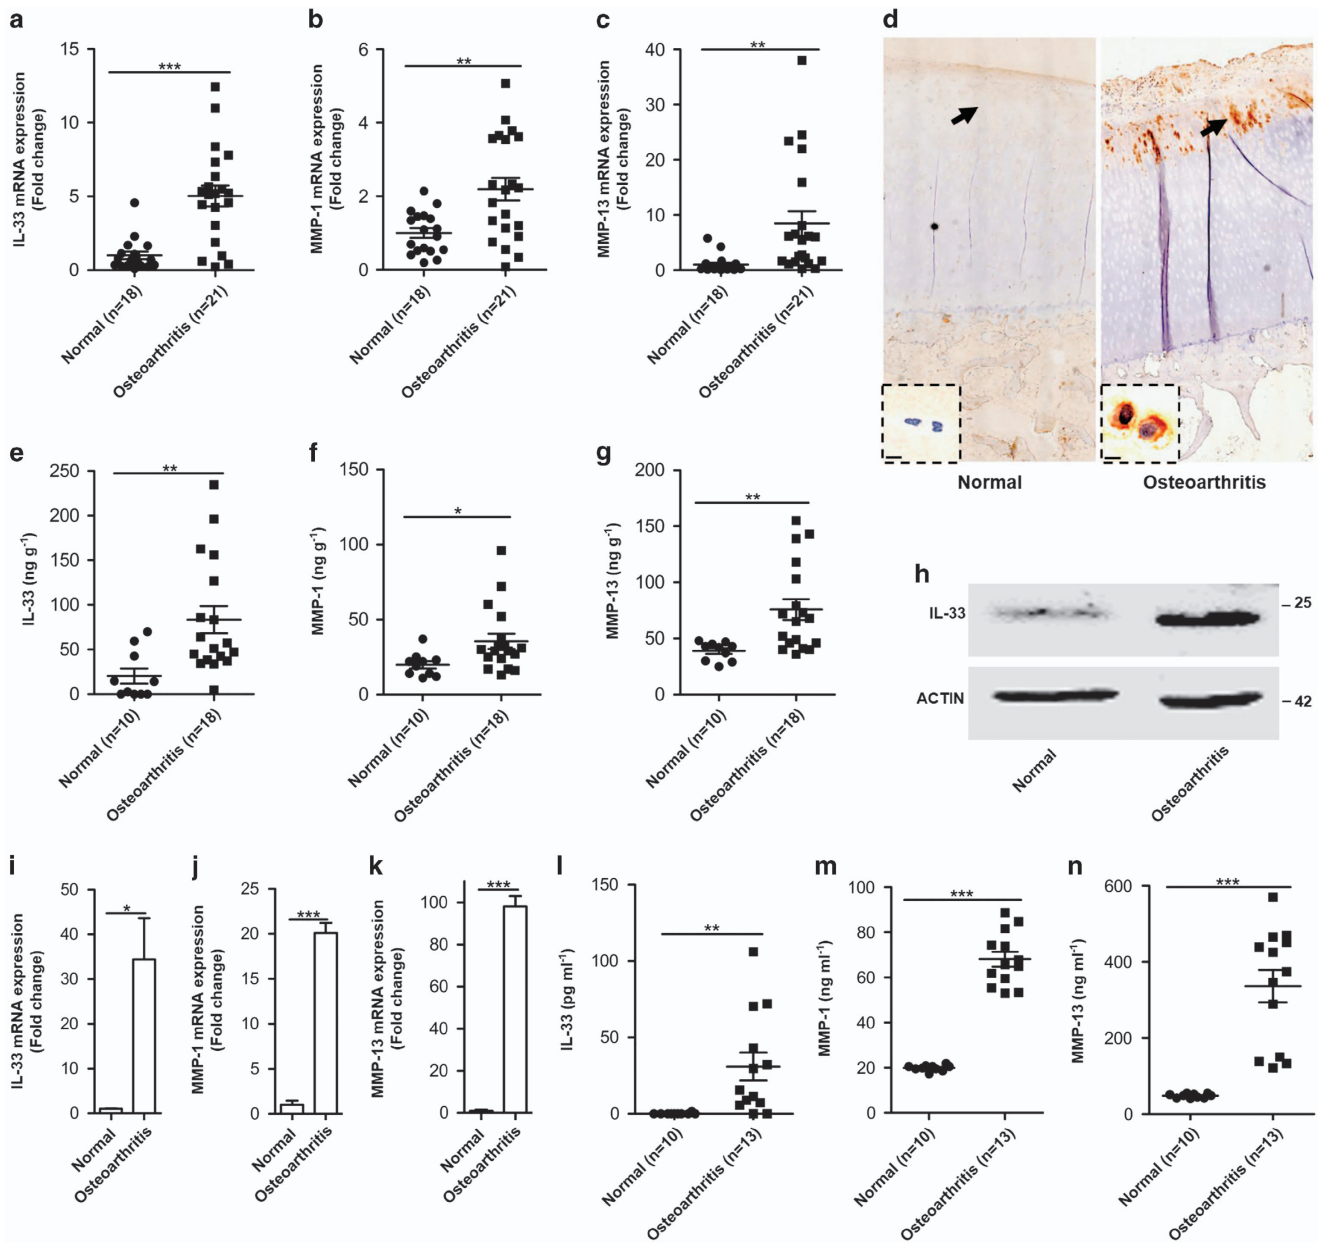 a
IL-33 mRNA expression
(Fold change)
15
10
5
0
***
Normal (n=18)
Osteoarthritis (n=21)
b
MMP-1 mRNA expression
(Fold change)
6
4
2
0
**
Normal (n=18)
Osteoarthritis (n=21)
c
MMP-13 mRNA expression
(Fold change)
40
30
20
10
0
**
Normal (n=18)
Osteoarthritis (n=21)
d
Normal
Osteoarthritis
e
IL-33 (ng g⁻¹)
250
200
150
100
50
0
**
Normal (n=10)
Osteoarthritis (n=18)
f
MMP-1 (ng g⁻¹)
150
100
50
0
*
Normal (n=10)
Osteoarthritis (n=18)
g
MMP-13 (ng g⁻¹)
200
150
100
50
0
**
Normal (n=10)
Osteoarthritis (n=18)
h
IL-33
– 25
ACTIN
– 42
Normal
Osteoarthritis
i
IL-33 mRNA expression
(Fold change)
50
40
30
20
10
0
*
Normal
Osteoarthritis
j
MMP-1 mRNA expression
(Fold change)
25
20
15
10
5
0
***
Normal
Osteoarthritis
k
MMP-13 mRNA expression
(Fold change)
100
80
60
40
20
0
***
Normal
Osteoarthritis
l
IL-33 (pg ml⁻¹)
150
100
50
0
**
Normal (n=10)
Osteoarthritis (n=13)
m
MMP-1 (ng ml⁻¹)
100
80
60
40
20
0
***
Normal (n=10)
Osteoarthritis (n=13)
n
MMP-13 (ng ml⁻¹)
600
400
200
0
***
Normal (n=10)
Osteoarthritis (n=13)